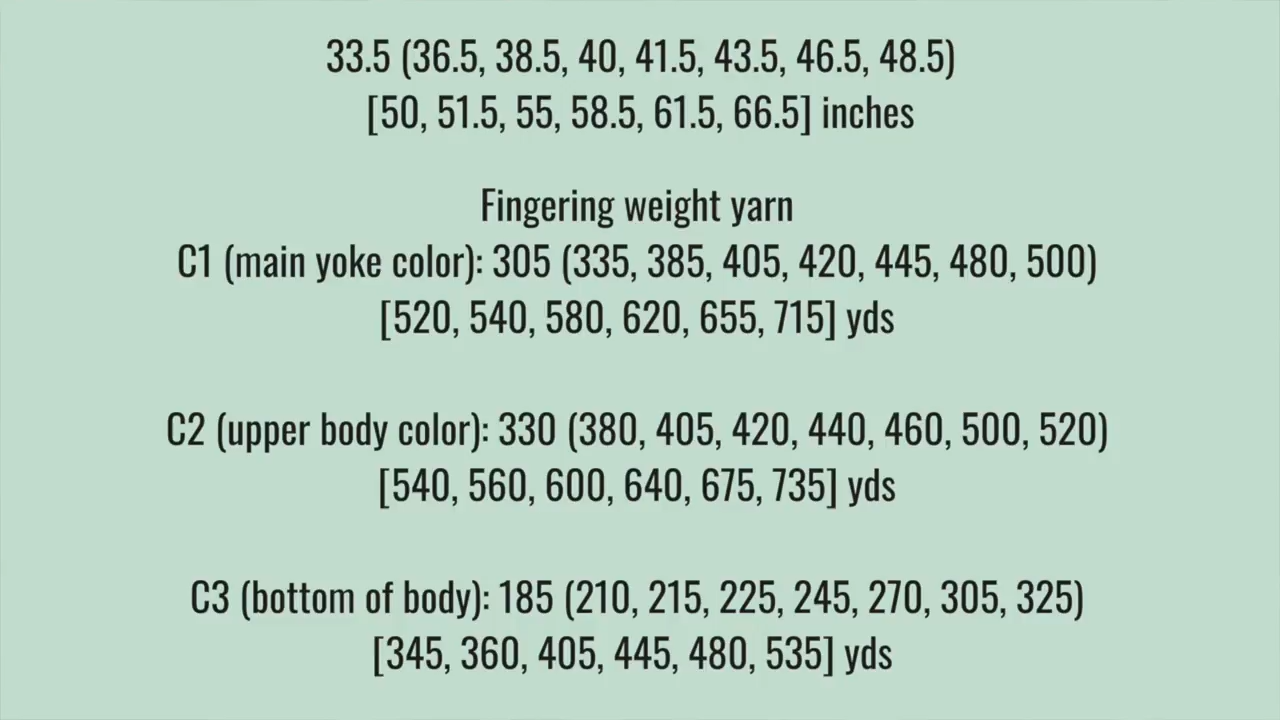 33.5 (36.5, 38.5, 40, 41.5, 43.5, 46.5, 48.5)
[50, 51.5, 55, 58.5, 61.5, 66.5] inches
Fingering weight yarn
C1 (main yoke color): 305 (335, 385, 405, 420, 445, 480, 500)
[520, 540, 580, 620, 655, 715] yds
C2 (upper body color): 330 (380, 405, 420, 440, 460, 500, 520)
[540, 560, 600, 640, 675, 735] yds
C3 (bottom of body): 185 (210, 215, 225, 245, 270, 305, 325)
[345, 360, 405, 445, 480, 535] yds